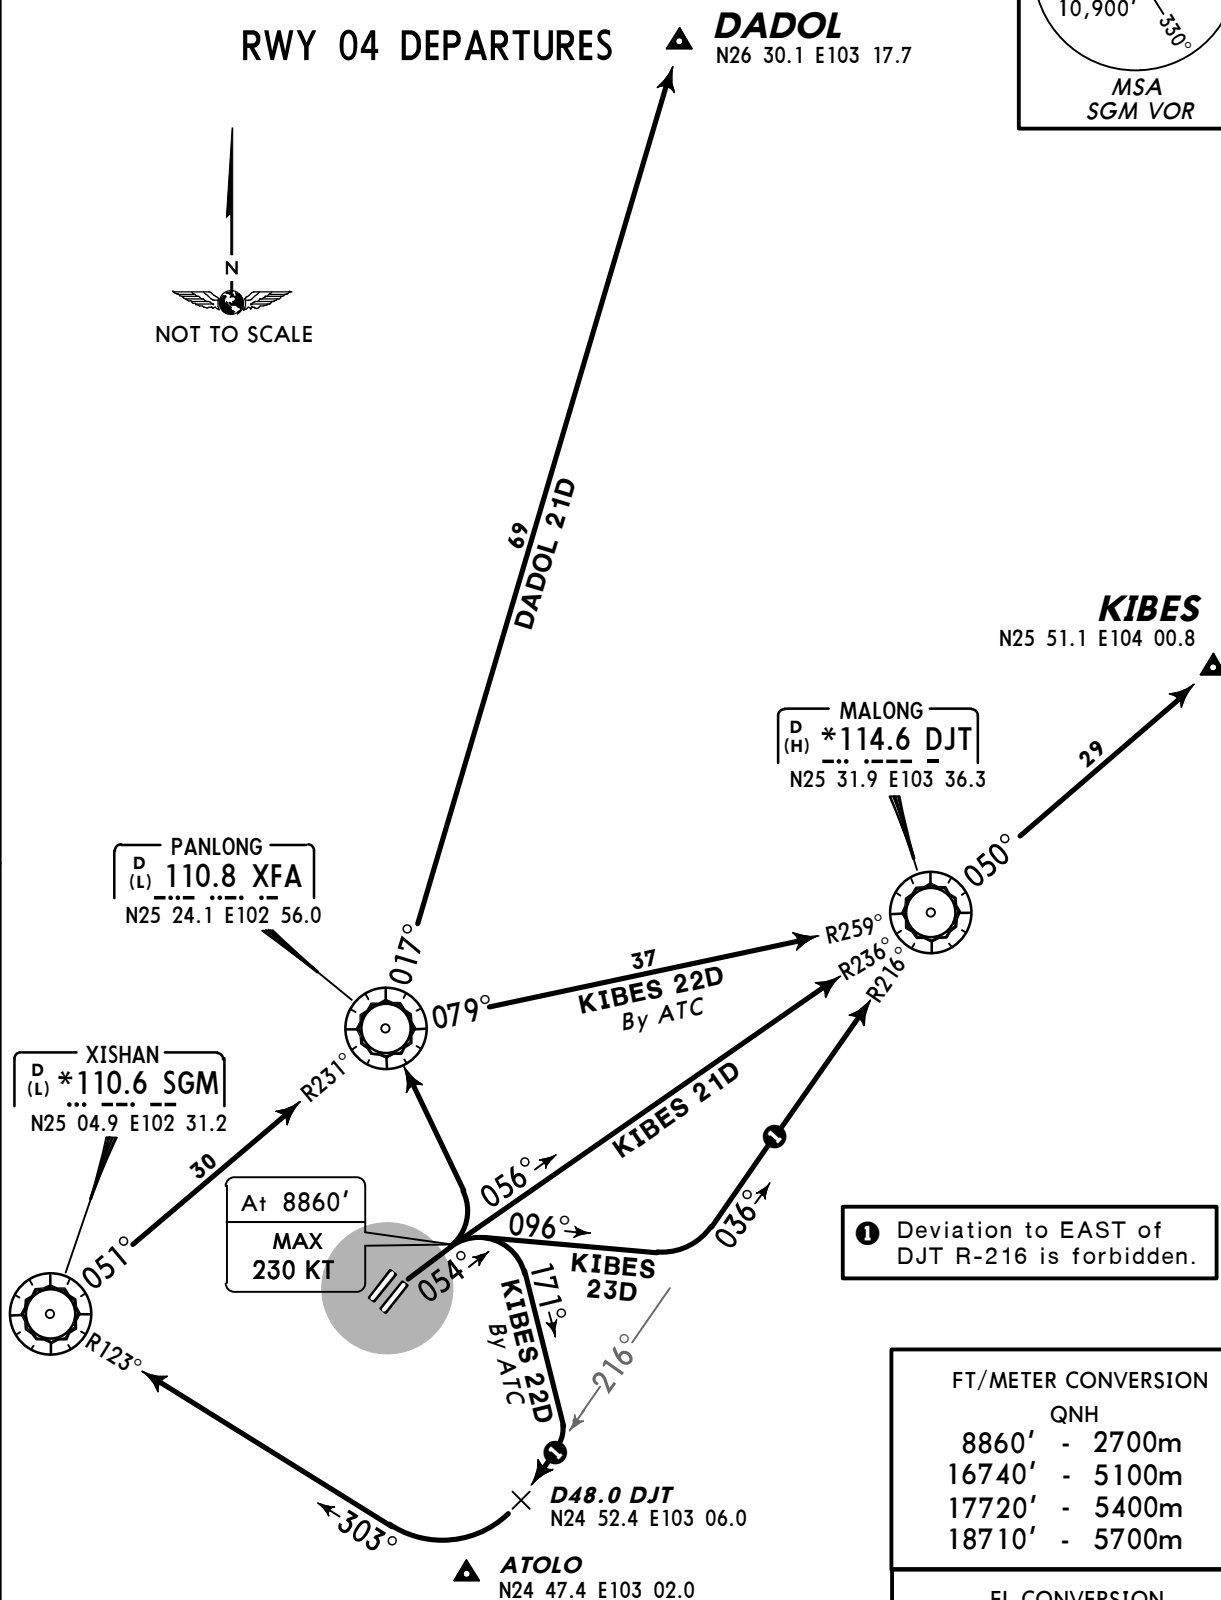 RWY 04 DEPARTURES
DADOL
N26 30.1 E103 17.7
10,900'
330°
MSA
SGM VOR
N
NOT TO SCALE
69
DADOL 21D
KIBES
N25 51.1 E104 00.8
MALONG
D
(H)
*114.6 DJT
N25 31.9 E103 36.3
29
050°
PANLONG
D
(L)
110.8 XFA
N25 24.1 E102 56.0
017°
R259°
R236°
R216°
37
079°
KIBES 22D
By ATC
XISHAN
D
(L)
*110.6 SGM
N25 04.9 E102 31.2
R231°
30
051°
KIBES 21D
1
056°
At 8860'
MAX
230 KT
096°
036°
054°
KIBES
23D
171°
KIBES 22D
By ATC
216°
1 Deviation to EAST of
DJT R-216 is forbidden.
R123°
1
D48.0 DJT
N24 52.4 E103 06.0
303°
ATOLO
N24 47.4 E103 02.0
FT/METER CONVERSION
QNH
8860' - 2700m
16740' - 5100m
17720' - 5400m
18710' - 5700m
FL CONVERSION